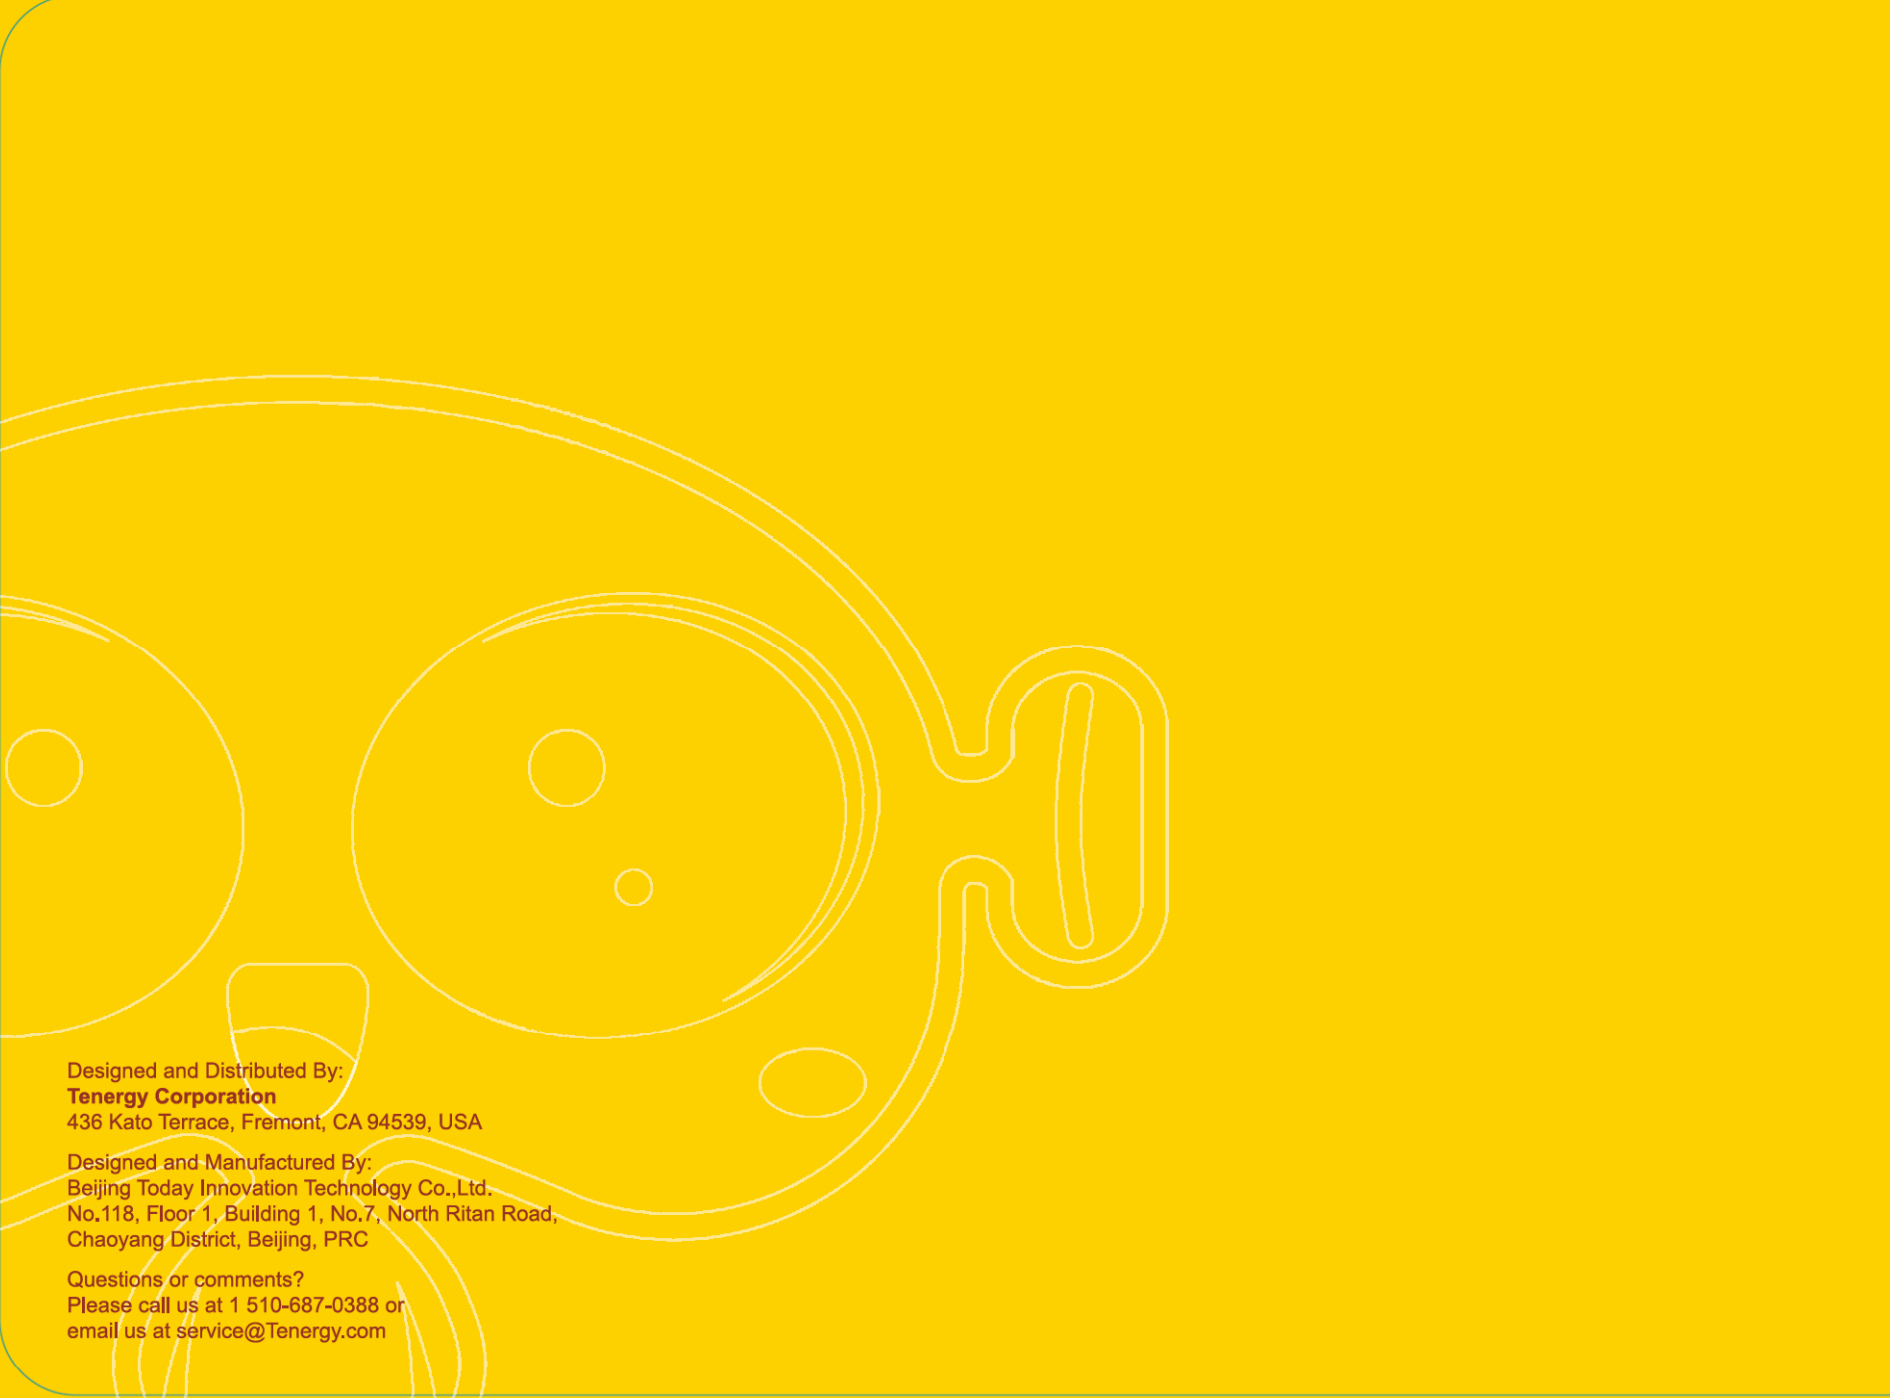 Designed and Distributed By:
Tenergy Corporation
436 Kato Terrace, Fremont, CA 94539, USA
Designed and Manufactured By:
Beijing Today Innovation Technology Co.,Ltd.
No.118, Floor 1, Building 1, No.7, North Ritan Road,
Chaoyang District, Beijing, PRC
Questions or comments?
Please call us at 1 510-687-0388 or
email us at service@Tenergy.com